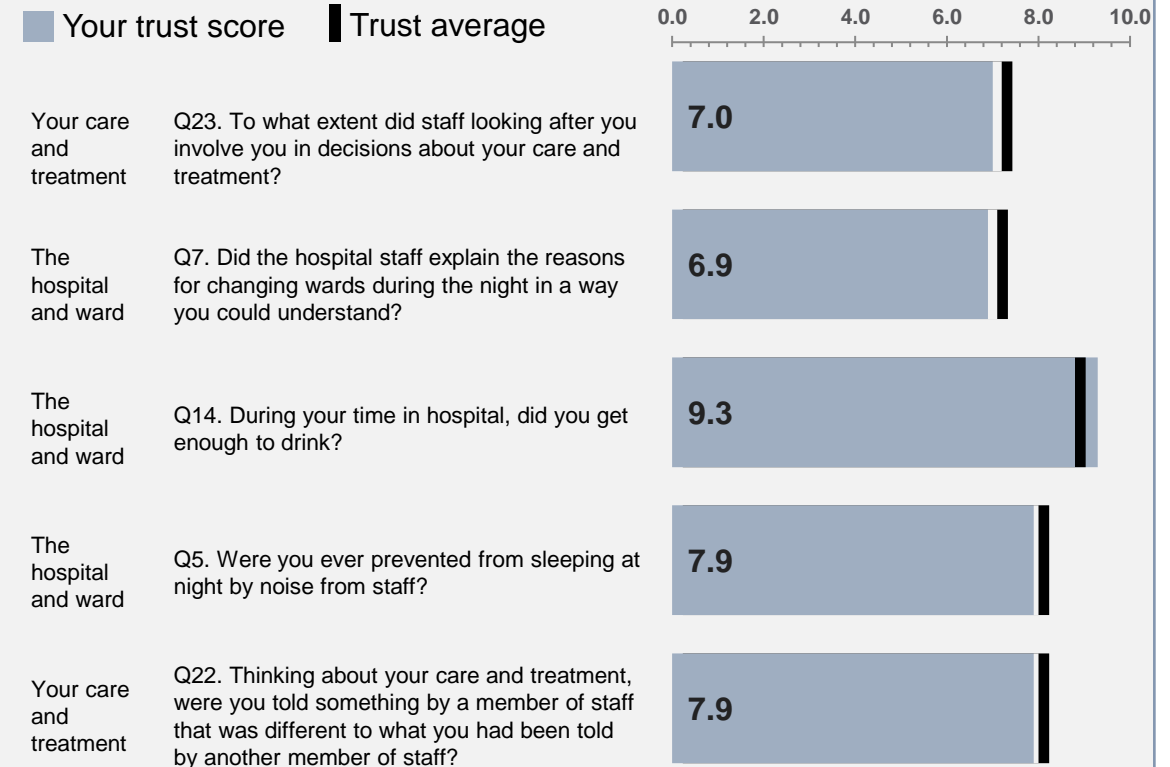 Your trust score
Trust average
0.0 2.0 4.0 6.0 8.0 10.0
Your care
and
treatment
Q23. To what extent did staff looking after you
involve you in decisions about your care and
treatment?
7.0
The
hospital
and ward
Q7. Did the hospital staff explain the reasons
for changing wards during the night in a way
you could understand?
6.9
The
hospital
and ward
Q14. During your time in hospital, did you get
enough to drink?
9.3
The
hospital
and ward
Q5. Were you ever prevented from sleeping at
night by noise from staff?
7.9
Your care
and
treatment
Q22. Thinking about your care and treatment,
were you told something by a member of staff
that was different to what you had been told
by another member of staff?
7.9